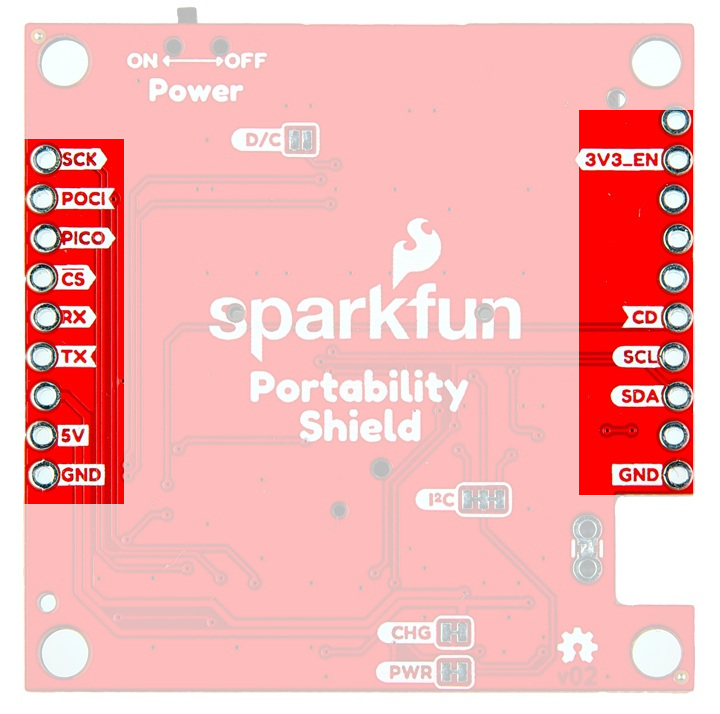 ON OFF
Power
D/C
SCK
POCI
PICO
CS
RX
TX
5V
GND
sparkfun
Portability
Shield
3V3_EN
CD
SCL
SDA
GND
I²C
CHG
PWR
v02